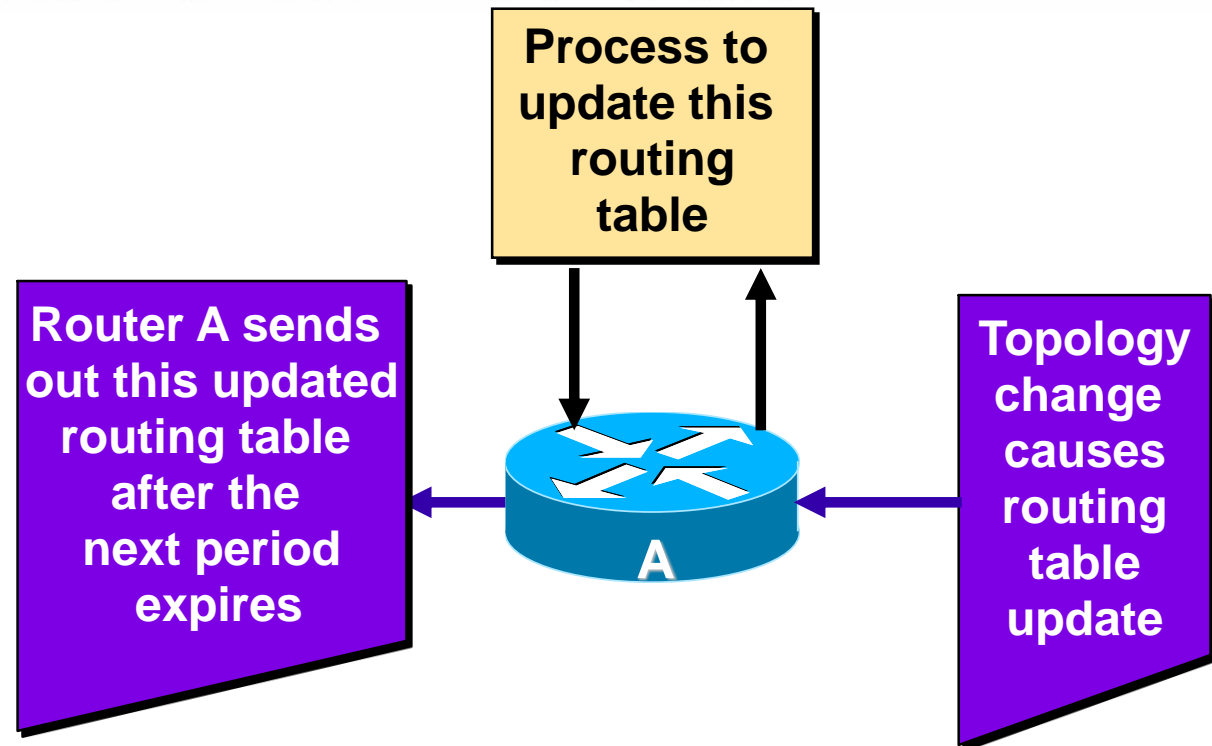 Process to
update this
routing
table
Router A sends
out this updated
routing table
after the
next period
expires
A
Topology
change
causes
routing
table
update